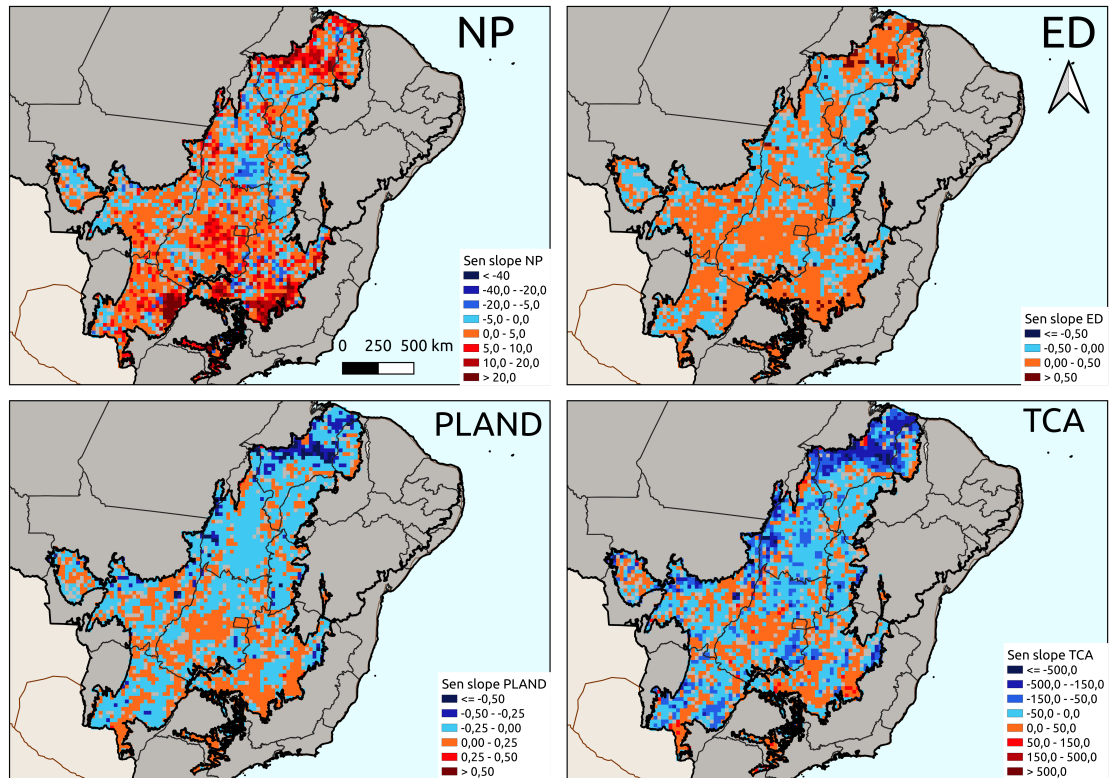 NP
Sen slope NP
< -40
-40,0 - -20,0
-20,0 - -5,0
-5,0 - 0,0
0,0 - 5,0
5,0 - 10,0
10,0 - 20,0
> 20,0
0 250 500 km
ED
Sen slope ED
<= -0,50
-0,50 - 0,00
0,00 - 0,50
> 0,50
PLAND
Sen slope PLAND
<= -0,50
-0,50 - -0,25
-0,25 - 0,00
0,00 - 0,25
0,25 - 0,50
> 0,50
TCA
Sen slope TCA
<= -500,0
-500,0 - -150,0
-150,0 - -50,0
-50,0 - 0,0
0,0 - 50,0
50,0 - 150,0
150,0 - 500,0
> 500,0